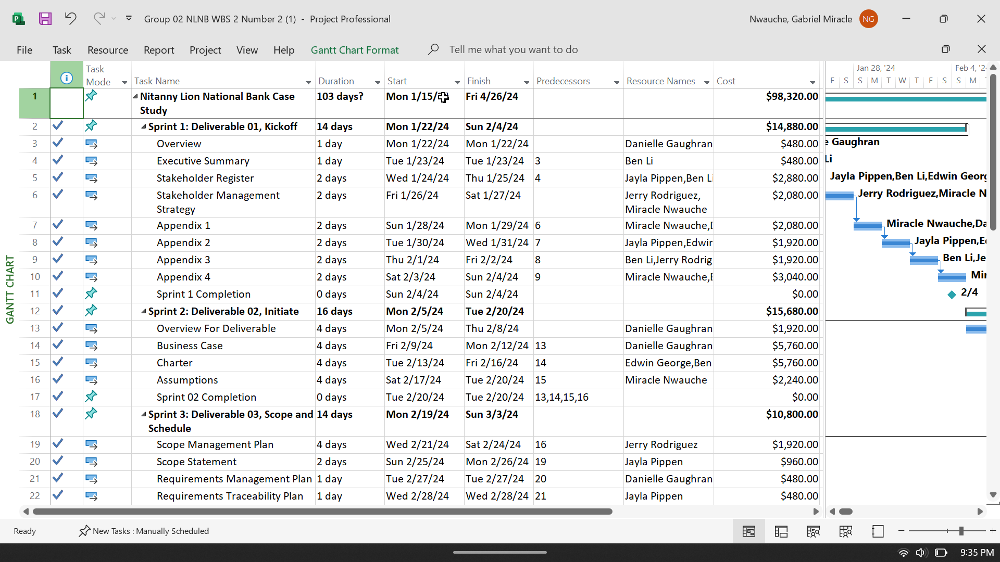 Group 02 NLNB WBS 2 Number 2 (1) - Project Professional
Nwauche, Gabriel Miracle NG
File Task Resource Report Project View Help Gantt Chart Format Tell me what you want to do
Task Mode Task Name Duration Start Finish Predecessors Resource Names Cost
Jan 28, '24 Feb 4, '24
F S S M T W T F S S M T
1 Nitanny Lion National Bank Case Study 103 days? Mon 1/15/ Fri 4/26/24 $98,320.00
2 Sprint 1: Deliverable 01, Kickoff 14 days Mon 1/22/24 Sun 2/4/24 $14,880.00
3 Overview 1 day Mon 1/22/24 Mon 1/22/24 Danielle Gaughran $480.00 e Gaughran
4 Executive Summary 1 day Tue 1/23/24 Tue 1/23/24 3 Ben Li $480.00 Li
5 Stakeholder Register 2 days Wed 1/24/24 Thu 1/25/24 4 Jayla Pippen,Ben Li $2,880.00 Jayla Pippen,Ben Li,Edwin Georg
6 Stakeholder Management Strategy 2 days Fri 1/26/24 Sat 1/27/24 Jerry Rodriguez, Miracle Nwauche $2,080.00 Jerry Rodriguez,Miracle N
7 Appendix 1 2 days Sun 1/28/24 Mon 1/29/24 6 Miracle Nwauche,D $2,080.00 Miracle Nwauche,Da
8 Appendix 2 2 days Tue 1/30/24 Wed 1/31/24 7 Jayla Pippen,Edwin $1,920.00 Jayla Pippen,E
9 Appendix 3 2 days Thu 2/1/24 Fri 2/2/24 8 Ben Li,Jerry Rodrig $1,920.00 Ben Li,Je
10 Appendix 4 2 days Sat 2/3/24 Sun 2/4/24 9 Miracle Nwauche,E $3,040.00 Mir
11 Sprint 1 Completion 0 days Sun 2/4/24 Sun 2/4/24 $0.00 2/4
12 Sprint 2: Deliverable 02, Initiate 16 days Mon 2/5/24 Tue 2/20/24 $15,680.00
13 Overview For Deliverable 4 days Mon 2/5/24 Thu 2/8/24 Danielle Gaughran $1,920.00
14 Business Case 4 days Fri 2/9/24 Mon 2/12/24 13 Danielle Gaughran $5,760.00
15 Charter 4 days Tue 2/13/24 Fri 2/16/24 14 Edwin George,Ben $5,760.00
16 Assumptions 4 days Sat 2/17/24 Tue 2/20/24 15 Miracle Nwauche $2,240.00
17 Sprint 02 Completion 0 days Tue 2/20/24 Tue 2/20/24 13,14,15,16 $0.00
18 Sprint 3: Deliverable 03, Scope and Schedule 14 days Mon 2/19/24 Sun 3/3/24 $10,800.00
19 Scope Management Plan 4 days Wed 2/21/24 Sat 2/24/24 16 Jerry Rodriguez $1,920.00
20 Scope Statement 2 days Sun 2/25/24 Mon 2/26/24 19 Jayla Pippen $960.00
21 Requirements Management Plan 1 day Tue 2/27/24 Tue 2/27/24 20 Danielle Gaughran $480.00
22 Requirements Traceability Plan 1 day Wed 2/28/24 Wed 2/28/24 21 Jayla Pippen $480.00
GANTT CHART
Ready New Tasks : Manually Scheduled
9:35 PM